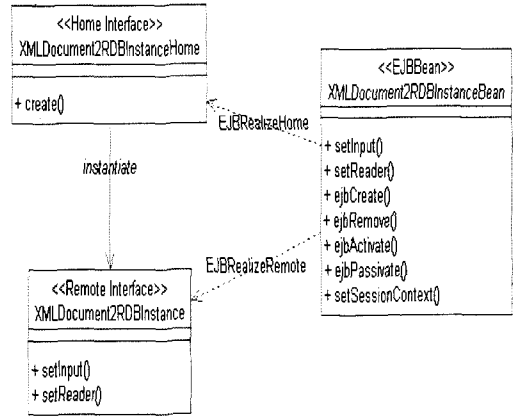 <<Home Interface>>
XMLDocument2RDBInstanceHome
+ create()
instantiate
<<Remote Interface>>
XMLDocument2RDBInstance
+ setInput()
+ setReader()
EJBRealizeHome
EJBRealizeRemote
<<EJBBean>>
XMLDocument2RDBInstanceBean
+ setInput()
+ setReader()
+ ejbCreate()
+ ejbRemove()
+ ejbActivate()
+ ejbPassivate()
+ setSessionContext()